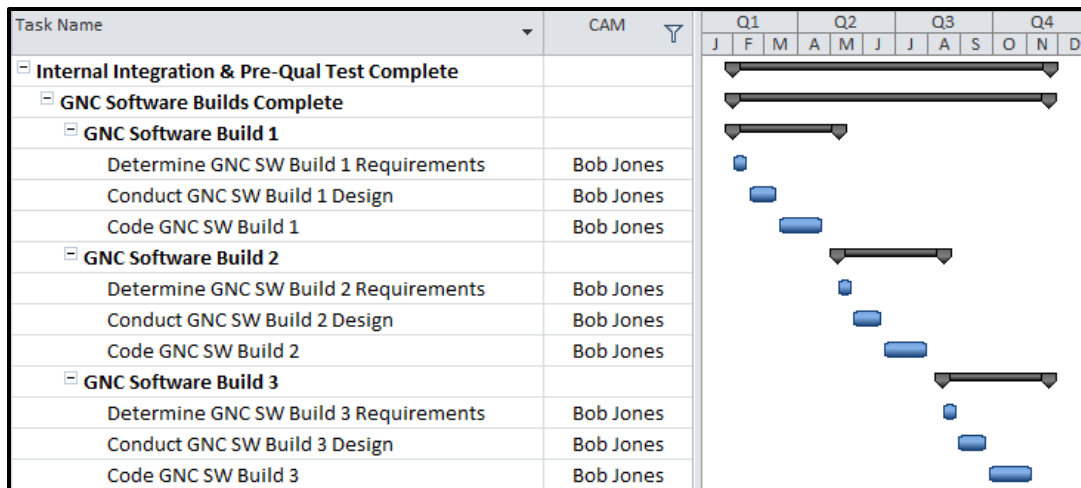 Task Name CAM Q1 Q2 Q3 Q4
J F M A M J J A S O N D
Internal Integration & Pre-Qual Test Complete
GNC Software Builds Complete
GNC Software Build 1
Determine GNC SW Build 1 Requirements Bob Jones
Conduct GNC SW Build 1 Design Bob Jones
Code GNC SW Build 1 Bob Jones
GNC Software Build 2
Determine GNC SW Build 2 Requirements Bob Jones
Conduct GNC SW Build 2 Design Bob Jones
Code GNC SW Build 2 Bob Jones
GNC Software Build 3
Determine GNC SW Build 3 Requirements Bob Jones
Conduct GNC SW Build 3 Design Bob Jones
Code GNC SW Build 3 Bob Jones